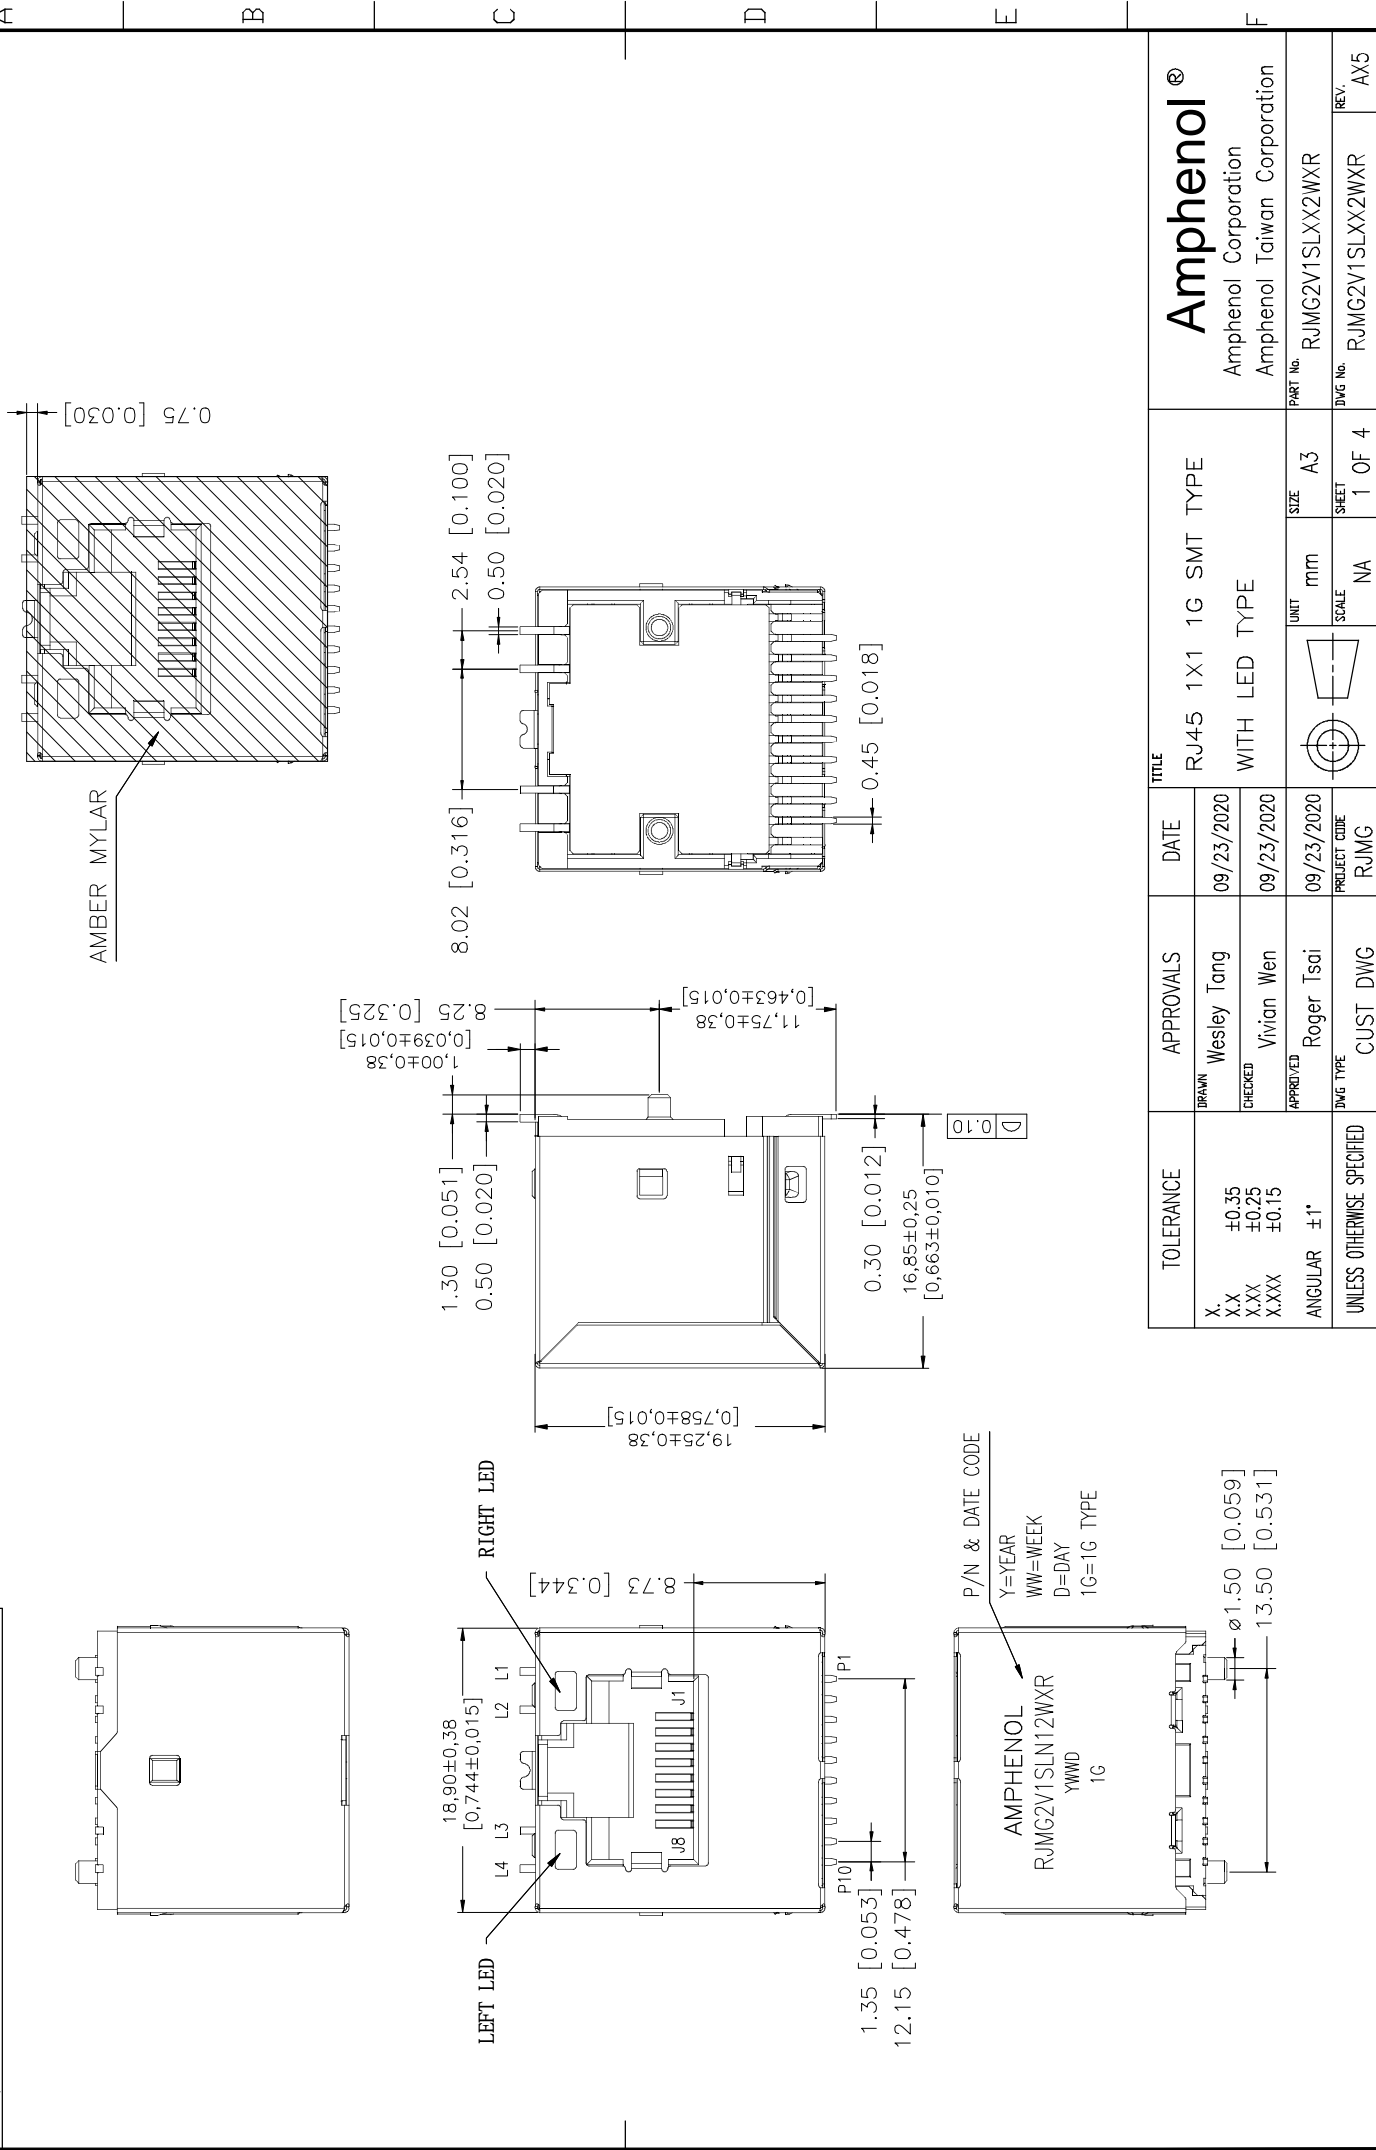 A
B
C
D
E
F
AMBER MYLAR
0.75 [0.030]
18,90±0,38
[0,744±0,015]
L4
L3
L2
L1
LEFT LED
RIGHT LED
J8
J1
P10
P1
8.73 [0.344]
1.35 [0.053]
12.15 [0.478]
1.30 [0.051]
0.50 [0.020]
1,00±0,38
[0,039±0,015]
8.25 [0.325]
11,75±0,38
[0,463±0,015]
19,25±0,38
[0,758±0,015]
0.30 [0.012]
16,85±0,25
[0,663±0,010]
0.10 D
8.02 [0.316]
2.54 [0.100]
0.50 [0.020]
0.45 [0.018]
AMPHENOL
RJMG2V1SLN12WXR
YWWD
1G
P/N & DATE CODE
Y=YEAR
WW=WEEK
D=DAY
1G=1G TYPE
ø1.50 [0.059]
13.50 [0.531]
TOLERANCE
X.
X.X ±0.35
X.XX ±0.25
X.XXX ±0.15
ANGULAR ±1°
UNLESS OTHERWISE SPECIFIED
APPROVALS
DATE
DRAWN
Wesley Tang
09/23/2020
CHECKED
Vivian Wen
09/23/2020
APPROVED
Roger Tsai
09/23/2020
DWG TYPE
CUST DWG
PROJECT CODE
RJMG
TITLE
RJ45 1X1 1G SMT TYPE
WITH LED TYPE
UNIT
mm
SIZE
A3
SCALE
NA
SHEET
1 OF 4
Amphenol®
Amphenol Corporation
Amphenol Taiwan Corporation
PART No.
RJMG2V1SLXX2WXR
DWG No.
RJMG2V1SLXX2WXR
REV.
AX5